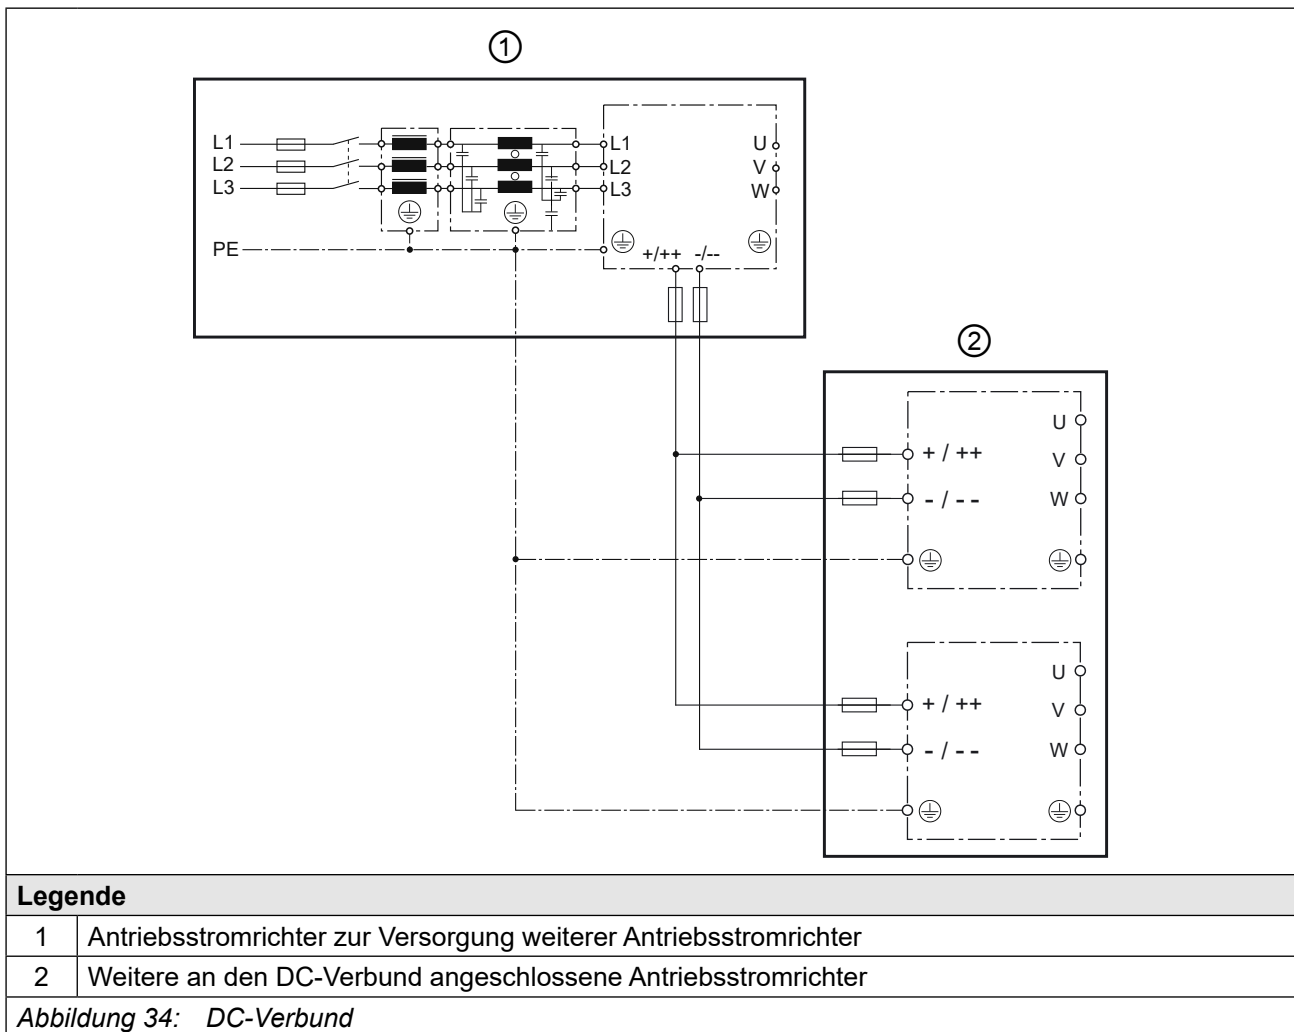 1
L1
L2
L3
PE
L1
L2
L3
U
V
W
+/++ -/--
2
U
+ / ++
V
- / - -
W
U
+ / ++
V
- / - -
W
Legende
1 Antriebsstromrichter zur Versorgung weiterer Antriebsstromrichter
2 Weitere an den DC-Verbund angeschlossene Antriebsstromrichter
Abbildung 34: DC-Verbund